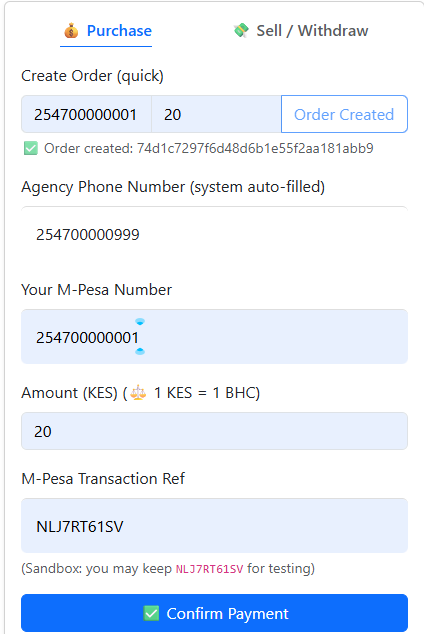 💰 Purchase
💸 Sell / Withdraw
Create Order (quick)
254700000001 20 Order Created
✅ Order created: 74d1c7297f6d48d6b1e55f2aa181abb9
Agency Phone Number (system auto-filled)
254700000999
Your M-Pesa Number
254700000001
Amount (KES) (⚖️ 1 KES = 1 BHC)
20
M-Pesa Transaction Ref
NLJ7RT61SV
(Sandbox: you may keep NLJ7RT61SV for testing)
✅ Confirm Payment